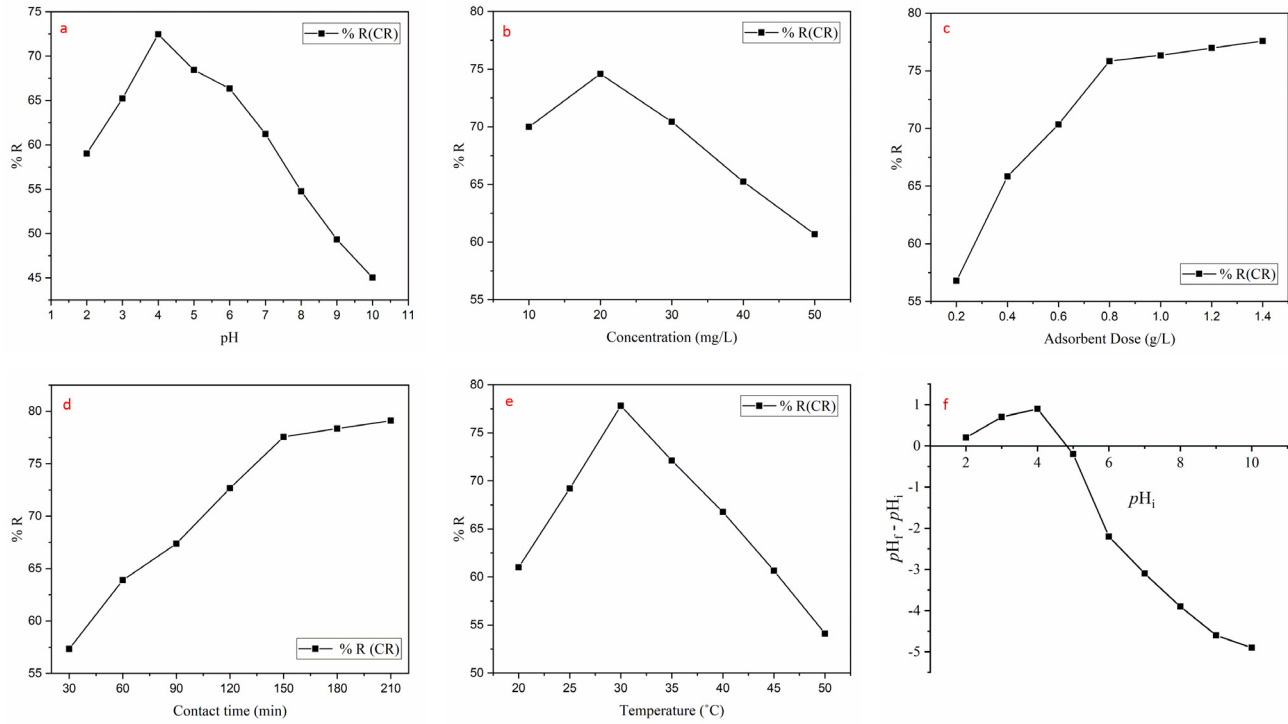 a
% R(CR)
75
70
65
60
55
50
45
% R
1 2 3 4 5 6 7 8 9 10 11
pH
b
% R(CR)
80
75
70
65
60
55
% R
10 20 30 40 50
Concentration (mg/L)
c
80
75
70
65
60
55
% R
% R(CR)
0.2 0.4 0.6 0.8 1.0 1.2 1.4
Adsorbent Dose (g/L)
d
80
75
70
65
60
55
% R
% R (CR)
30 60 90 120 150 180 210
Contact time (min)
e
% R(CR)
80
75
70
65
60
55
50
% R
20 25 30 35 40 45 50
Temperature (˚C)
f
1
0
-1
-2
-3
-4
-5
pHf - pHi
2 4 6 8 10
pHi